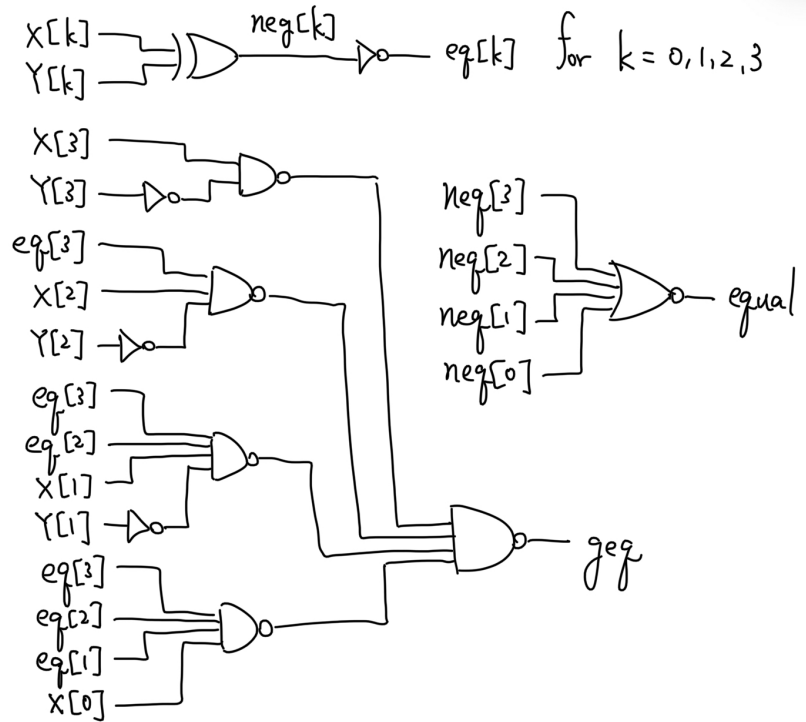 X[k]
Y[k]
neq[k]
eq[k]
for k = 0,1,2,3
X[3]
Y[3]
eq[3]
X[2]
Y[2]
eq[3]
eq[2]
X[1]
Y[1]
eq[3]
eq[2]
eq[1]
X[0]
geq
neq[3]
neq[2]
neq[1]
neq[0]
equal